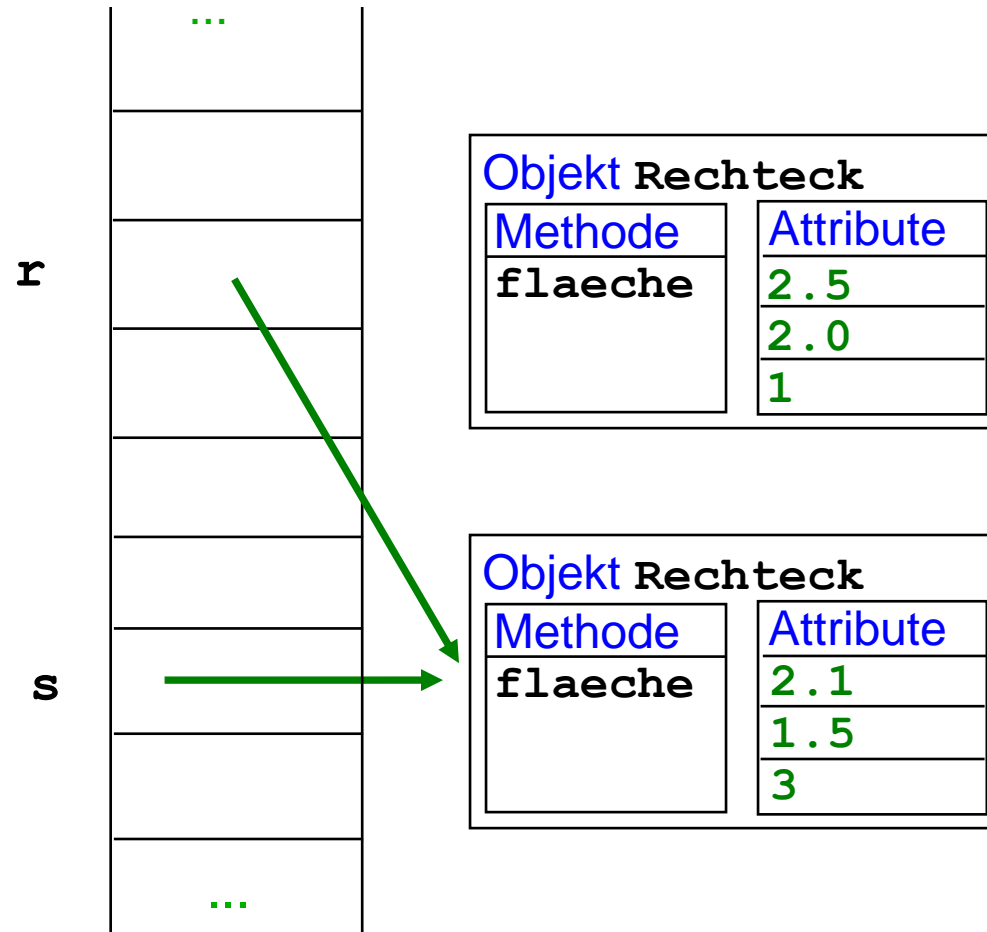 ...
r
Objekt Rechteck
Methode
flaeche
Attribute
2.5
2.0
1
s
Objekt Rechteck
Methode
flaeche
Attribute
2.1
1.5
3
...